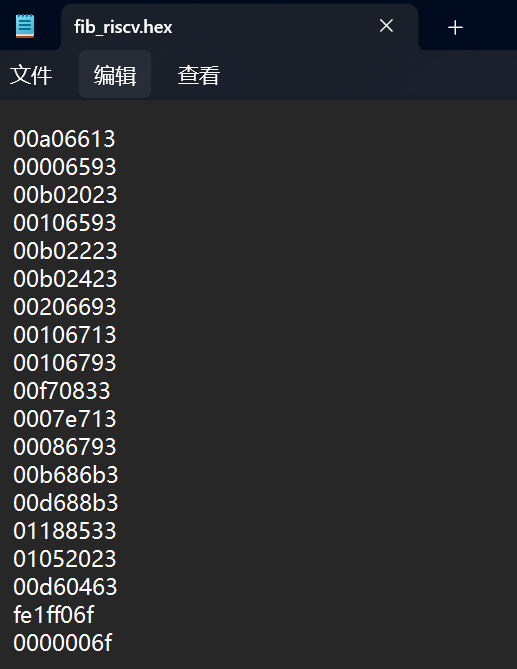 fib_riscv.hex
文件 编辑 查看
00a06613
00006593
00b02023
00106593
00b02223
00b02423
00206693
00106713
00106793
00f70833
0007e713
00086793
00b686b3
00d688b3
01188533
01052023
00d60463
fe1ff06f
0000006f